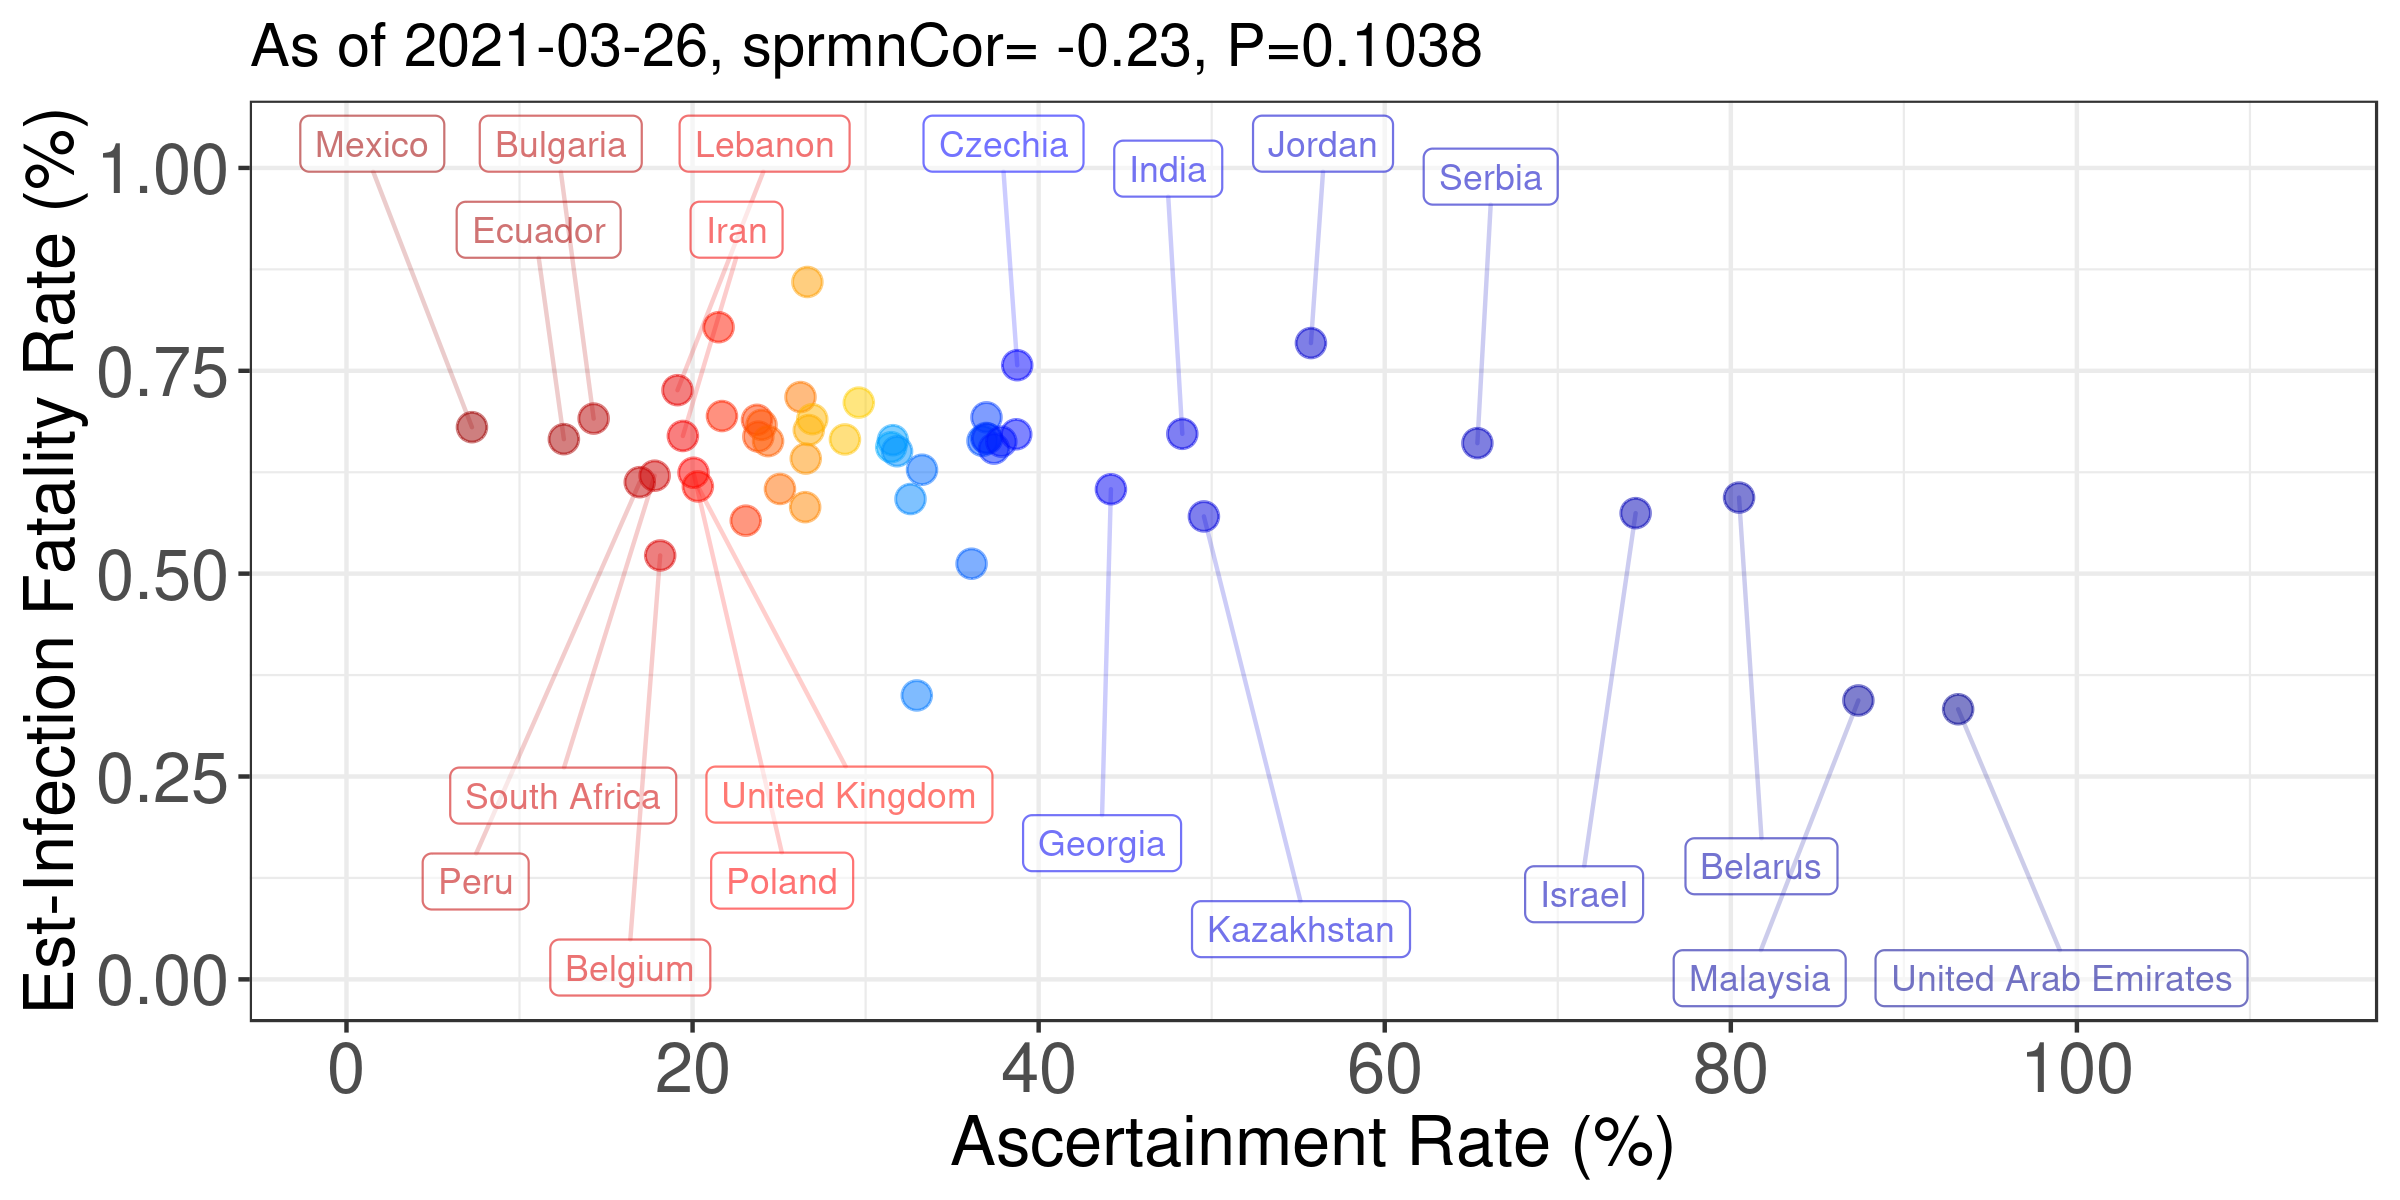 As of 2021-03-26, sprmnCor= -0.23, P=0.1038
Est-Infection Fatality Rate (%)
1.00
0.75
0.50
0.25
0.00
Mexico
Bulgaria
Lebanon
Czechia
India
Jordan
Serbia
Ecuador
Iran
South Africa
United Kingdom
Georgia
Peru
Poland
Belarus
Israel
Kazakhstan
Belgium
Malaysia
United Arab Emirates
0
20
40
60
80
100
Ascertainment Rate (%)